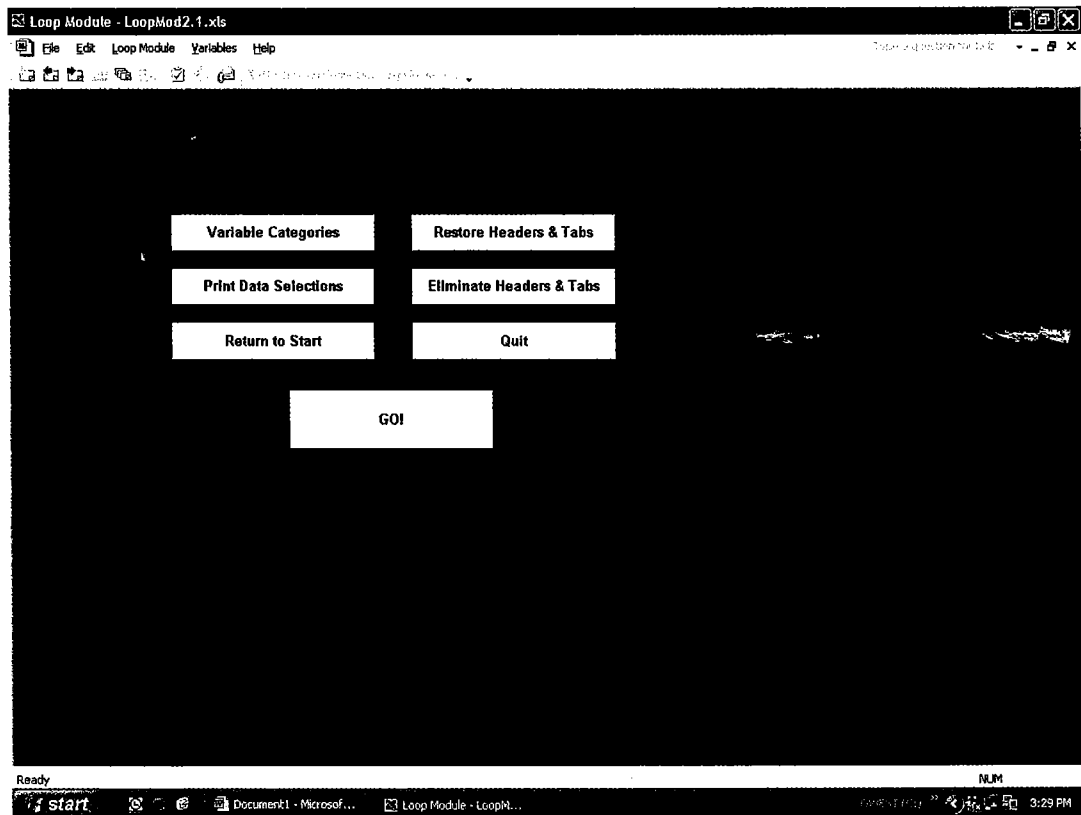 Loop Module - LoopMod2.1.xls
File Edit Loop Module Variables Help
Variable Categories Restore Headers & Tabs
Print Data Selections Eliminate Headers & Tabs
Return to Start Quit
GO!
Ready NUM
start Document1 - Microsof... Loop Module - LoopM... 3:29 PM